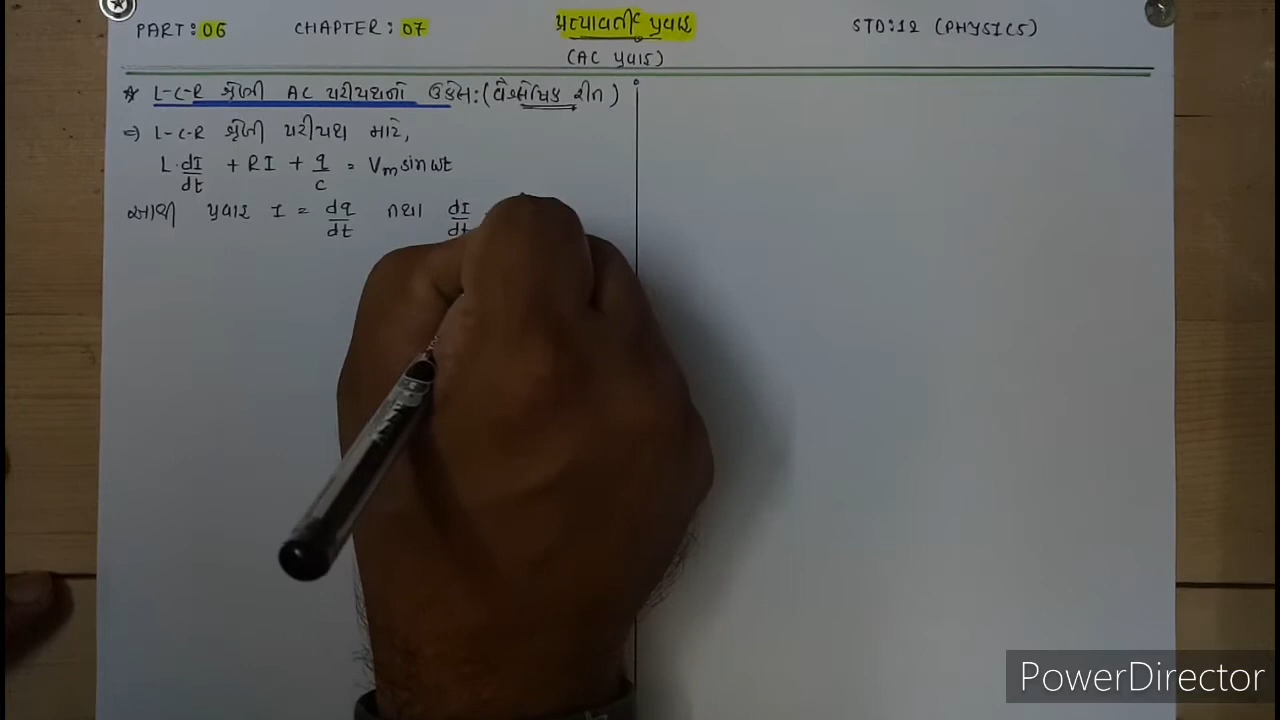 PART: 06 CHAPTER: 07 પ્રત્યાવર્તી પ્રવાહ STD:12 (PHYSICS)
(AC પ્રવાહ)
* L-C-R શ્રેણી AC પરીપથનો ઉકેલ: (વૈશ્લેષિક રીત)
⇒ L-C-R શ્રેણી પરીપથ માટે,
L·dI/dt + RI + q/c = Vm sin ωt
આથી પ્રવાહ I = dq/dt તથા dI/dt
PowerDirector